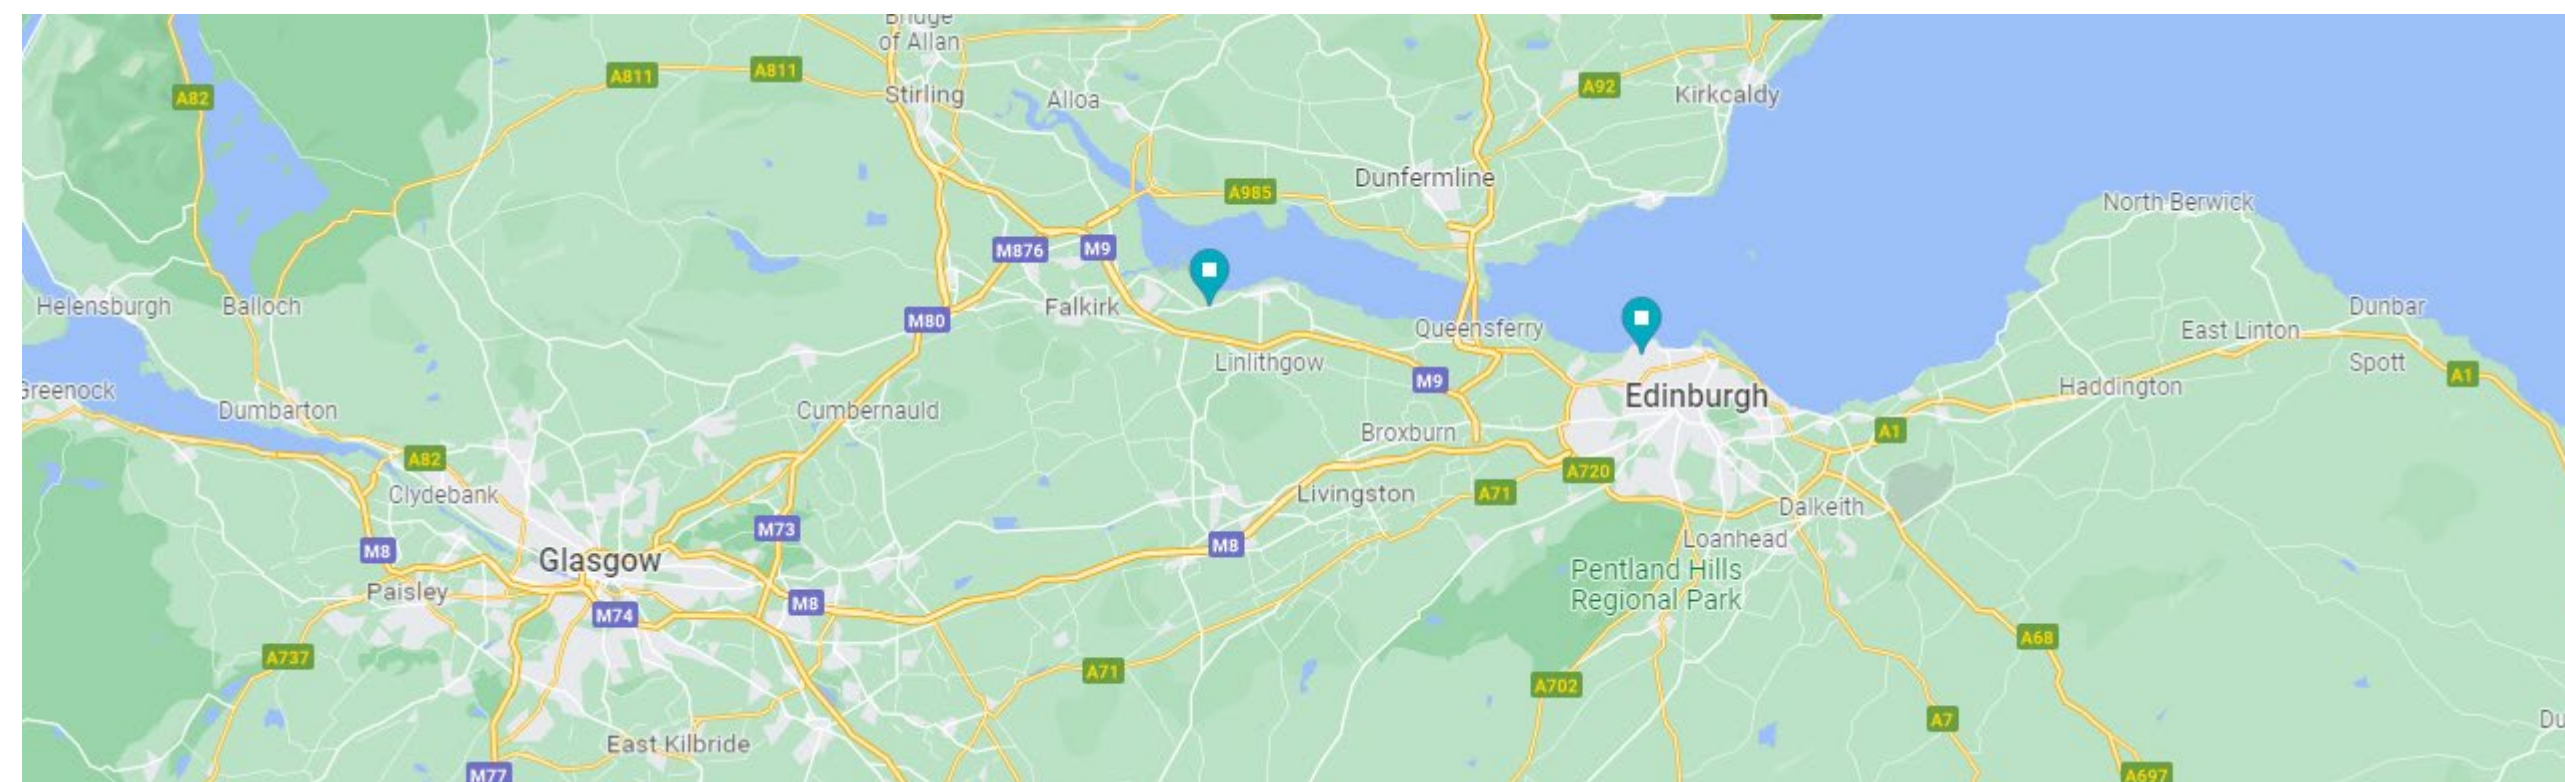 Bridge
of Allan
A811
A811
A92
A82
Stirling
Alloa
Kirkcaldy
Dunfermline
A985
North Berwick
M876
M9
Helensburgh
Balloch
Falkirk
M80
Queensferry
Dunbar
East Linton
Linlithgow
Spott
M9
A1
Greenock
Haddington
Edinburgh
Dumbarton
Cumbernauld
Broxburn
A1
A82
A720
Clydebank
Livingston
A71
Dalkeith
M73
M8
Loanhead
M8
Glasgow
Pentland Hills
Regional Park
Paisley
M8
M74
A68
A737
A71
A702
A7
Du
East Kilbride
M77
A697